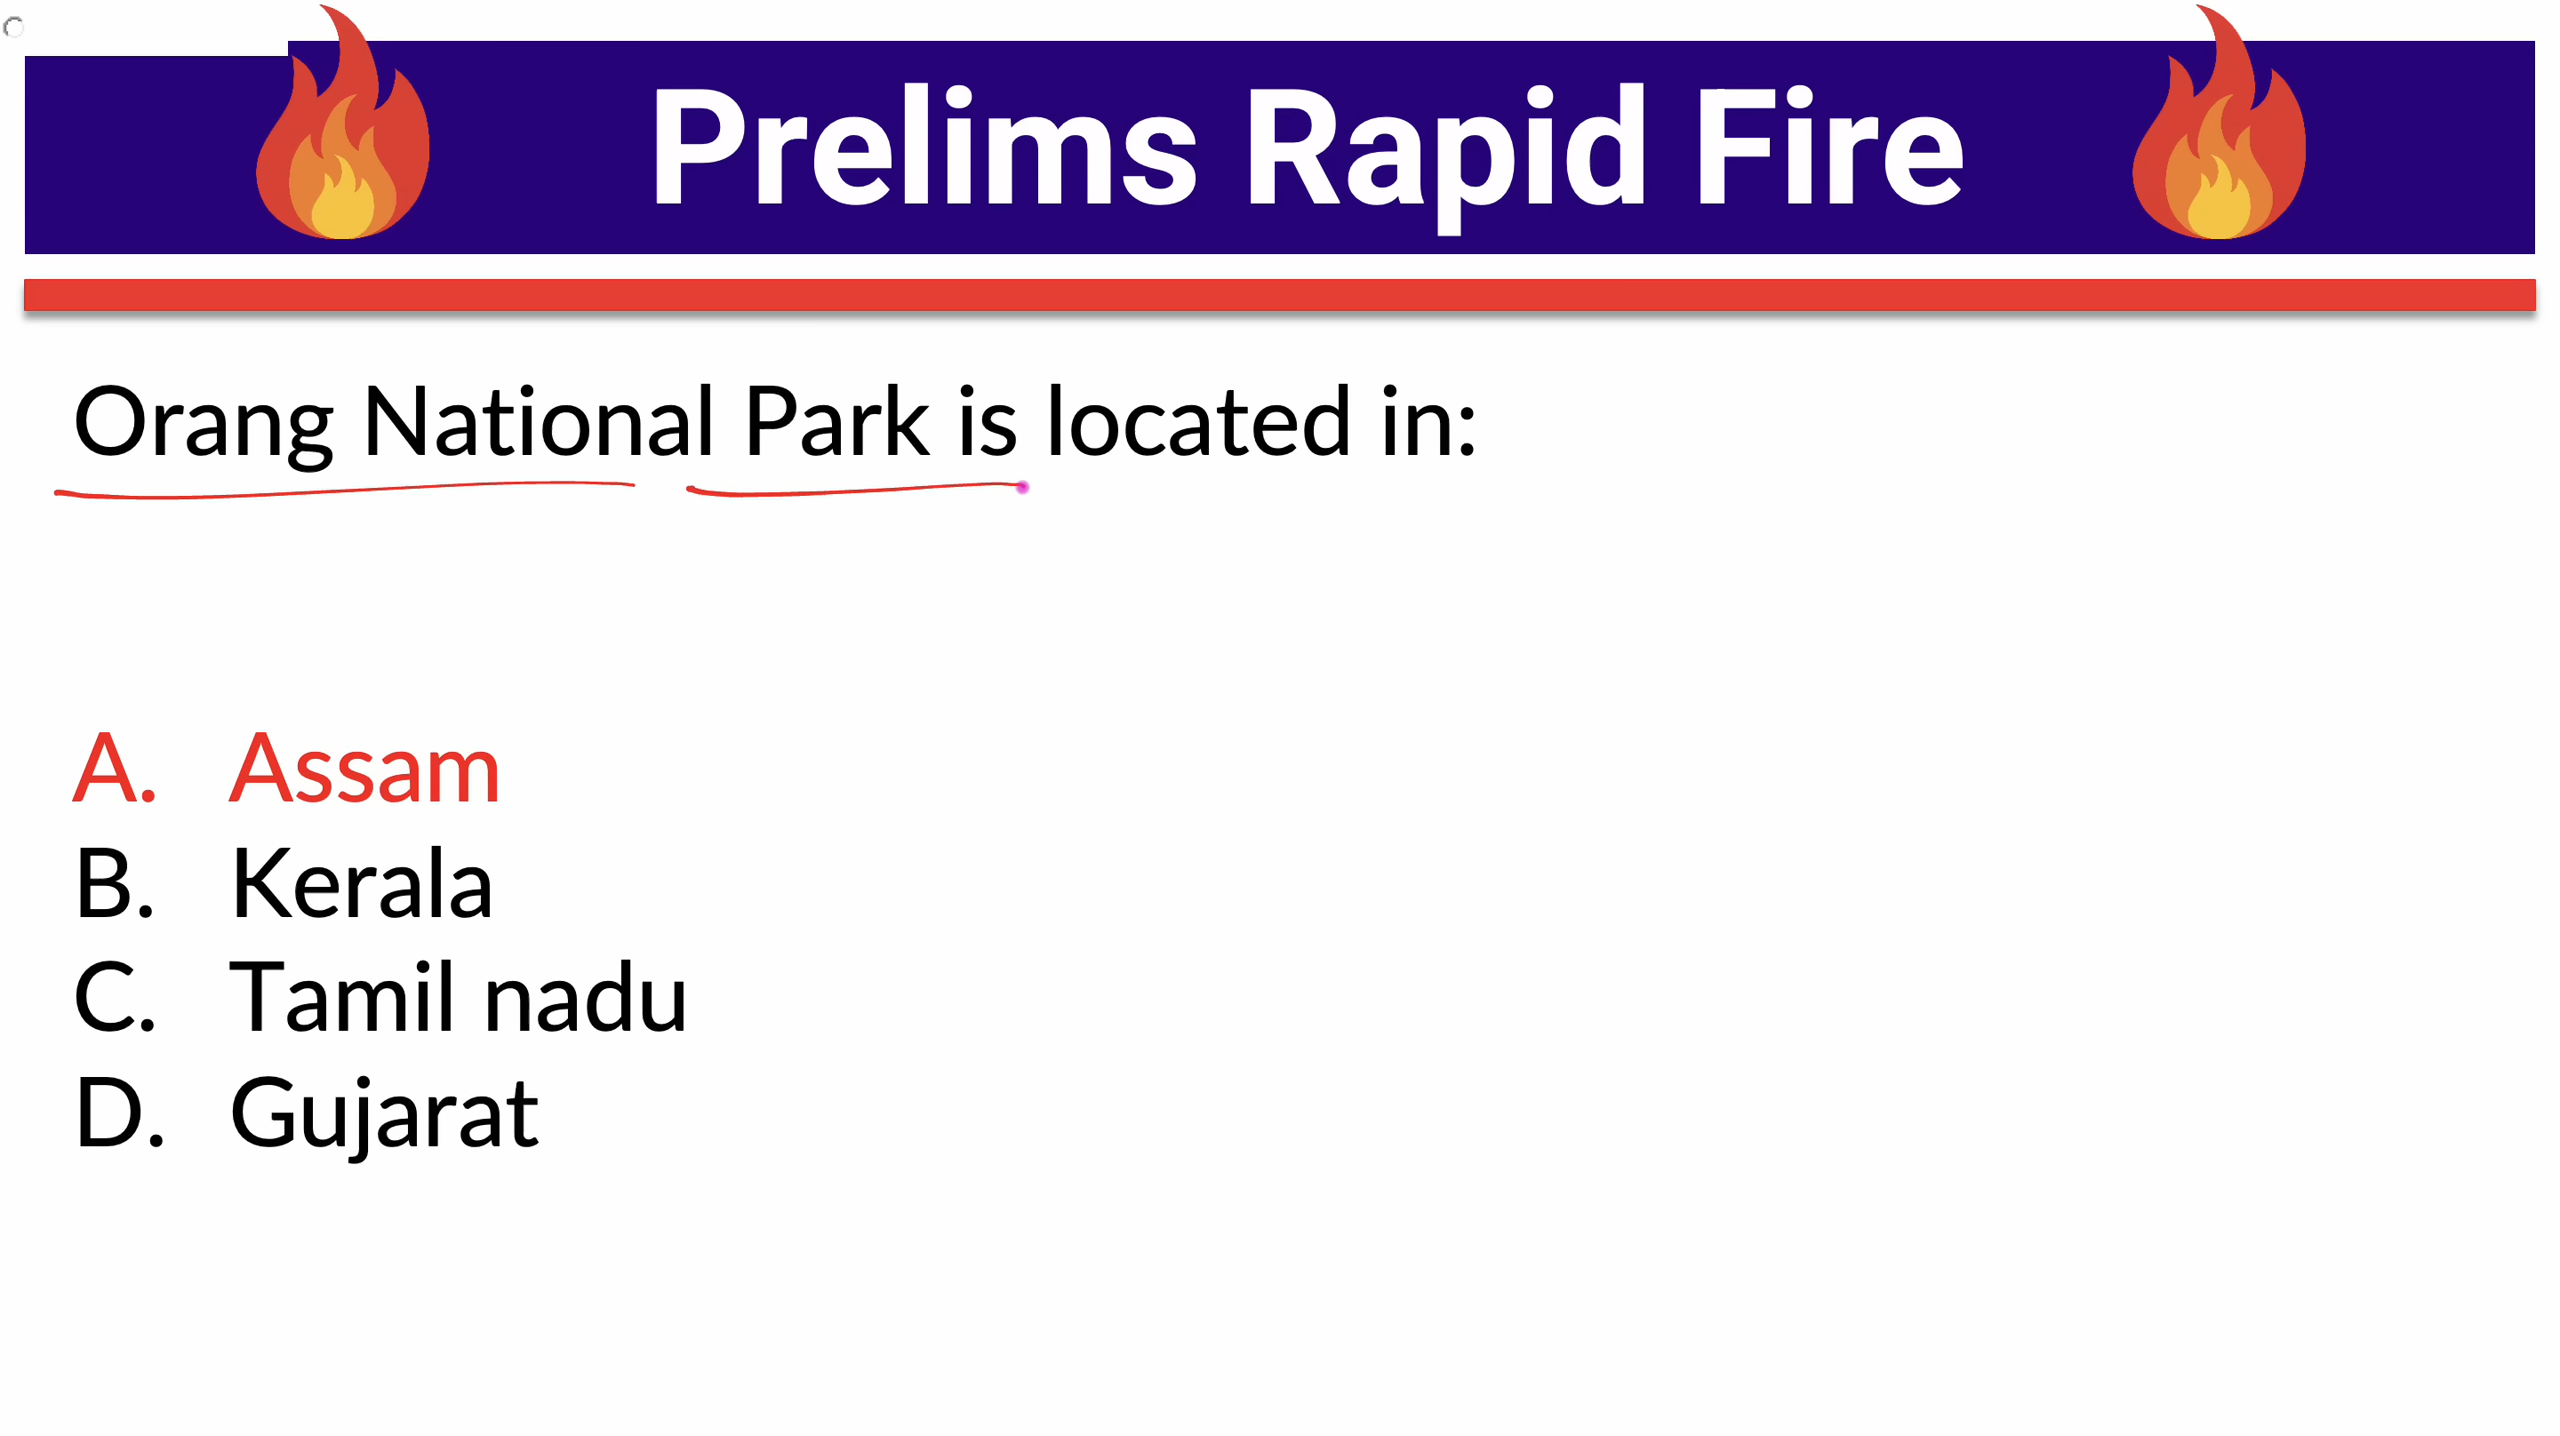 Prelims Rapid Fire
Orang National Park is located in:
A. Assam
B. Kerala
C. Tamil nadu
D. Gujarat